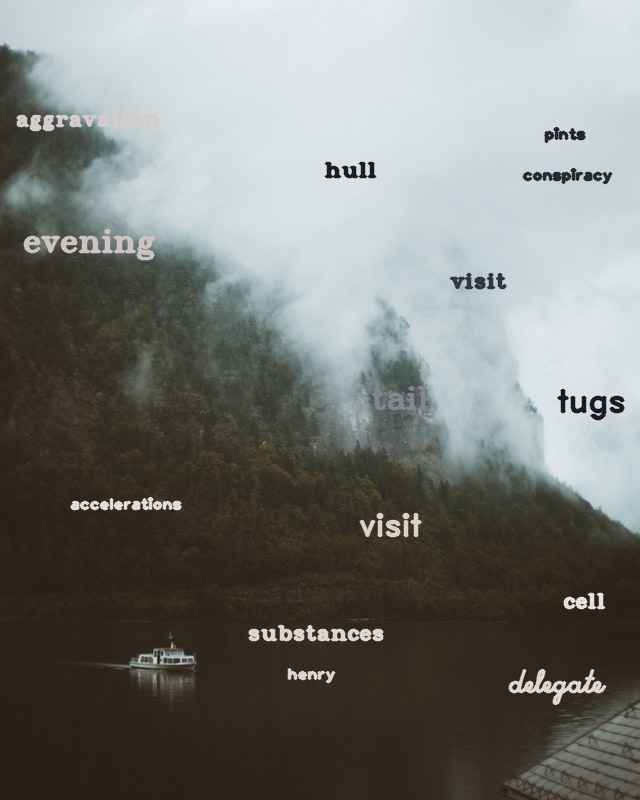 aggravation
pints
hull
conspiracy
evening
visit
tail
tugs
accelerations
visit
cell
substances
henry
delegate